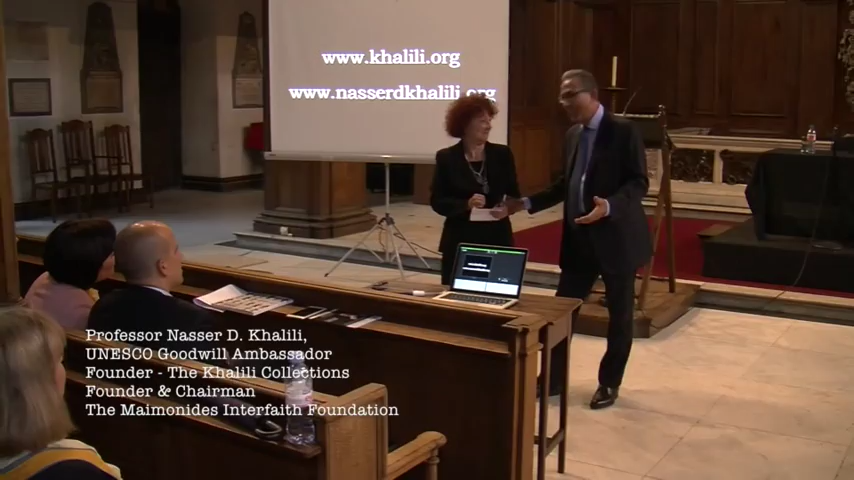 www.khalili.org
www.nasserdkhalili.org
Professor Nasser D. Khalili,
UNESCO Goodwill Ambassador
Founder - The Khalili Collections
Founder & Chairman
The Maimonides Interfaith Foundation